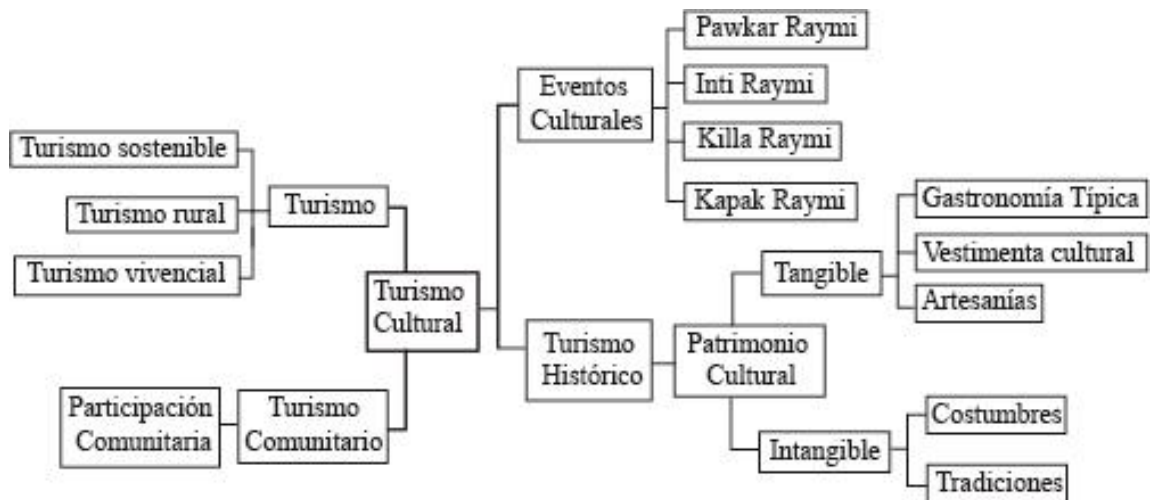 Pawkar Raymi
Inti Raymi
Killa Raymi
Kapak Raymi
Eventos
Culturales
Turismo sostenible
Turismo rural
Turismo vivencial
Turismo
Turismo
Cultural
Participación
Comunitaria
Turismo
Comunitario
Turismo
Histórico
Patrimonio
Cultural
Tangible
Gastronomía Típica
Vestimenta cultural
Artesanías
Intangible
Costumbres
Tradiciones